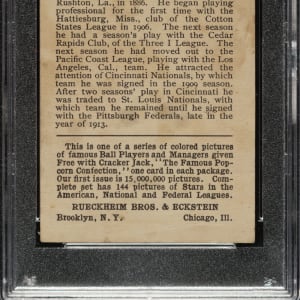 Rushton, La., in 1886. He began playing
professional for the first time with the
Hattiesburg, Miss., club of the Cotton
States League in 1906. The next season
he had a season's play with the Cedar
Rapids Club, of the Three I League. The
next season he had moved out to the
Pacific Coast League, playing with the
Los Angeles, Cal., team. He attracted the
attention of Cincinnati Nationals, by which
team he was signed in the 1909 season.
After two seasons' play in Cincinnati he
was traded to St. Louis Nationals, with
which team he remained until he signed
with the Pittsburgh Federals, late in the
year of 1913.
This is one of a series of colored pictures
of famous Ball Players and Managers given
Free with Cracker Jack, "The Famous Pop-
corn Confection," one card in each package.
Our first issue is 15,000,000 pictures. Com-
plete set has 144 pictures of Stars in the
American, National and Federal Leagues.
RUECKHEIM BROS. & ECKSTEIN
Brooklyn, N. Y. Chicago, Ill.